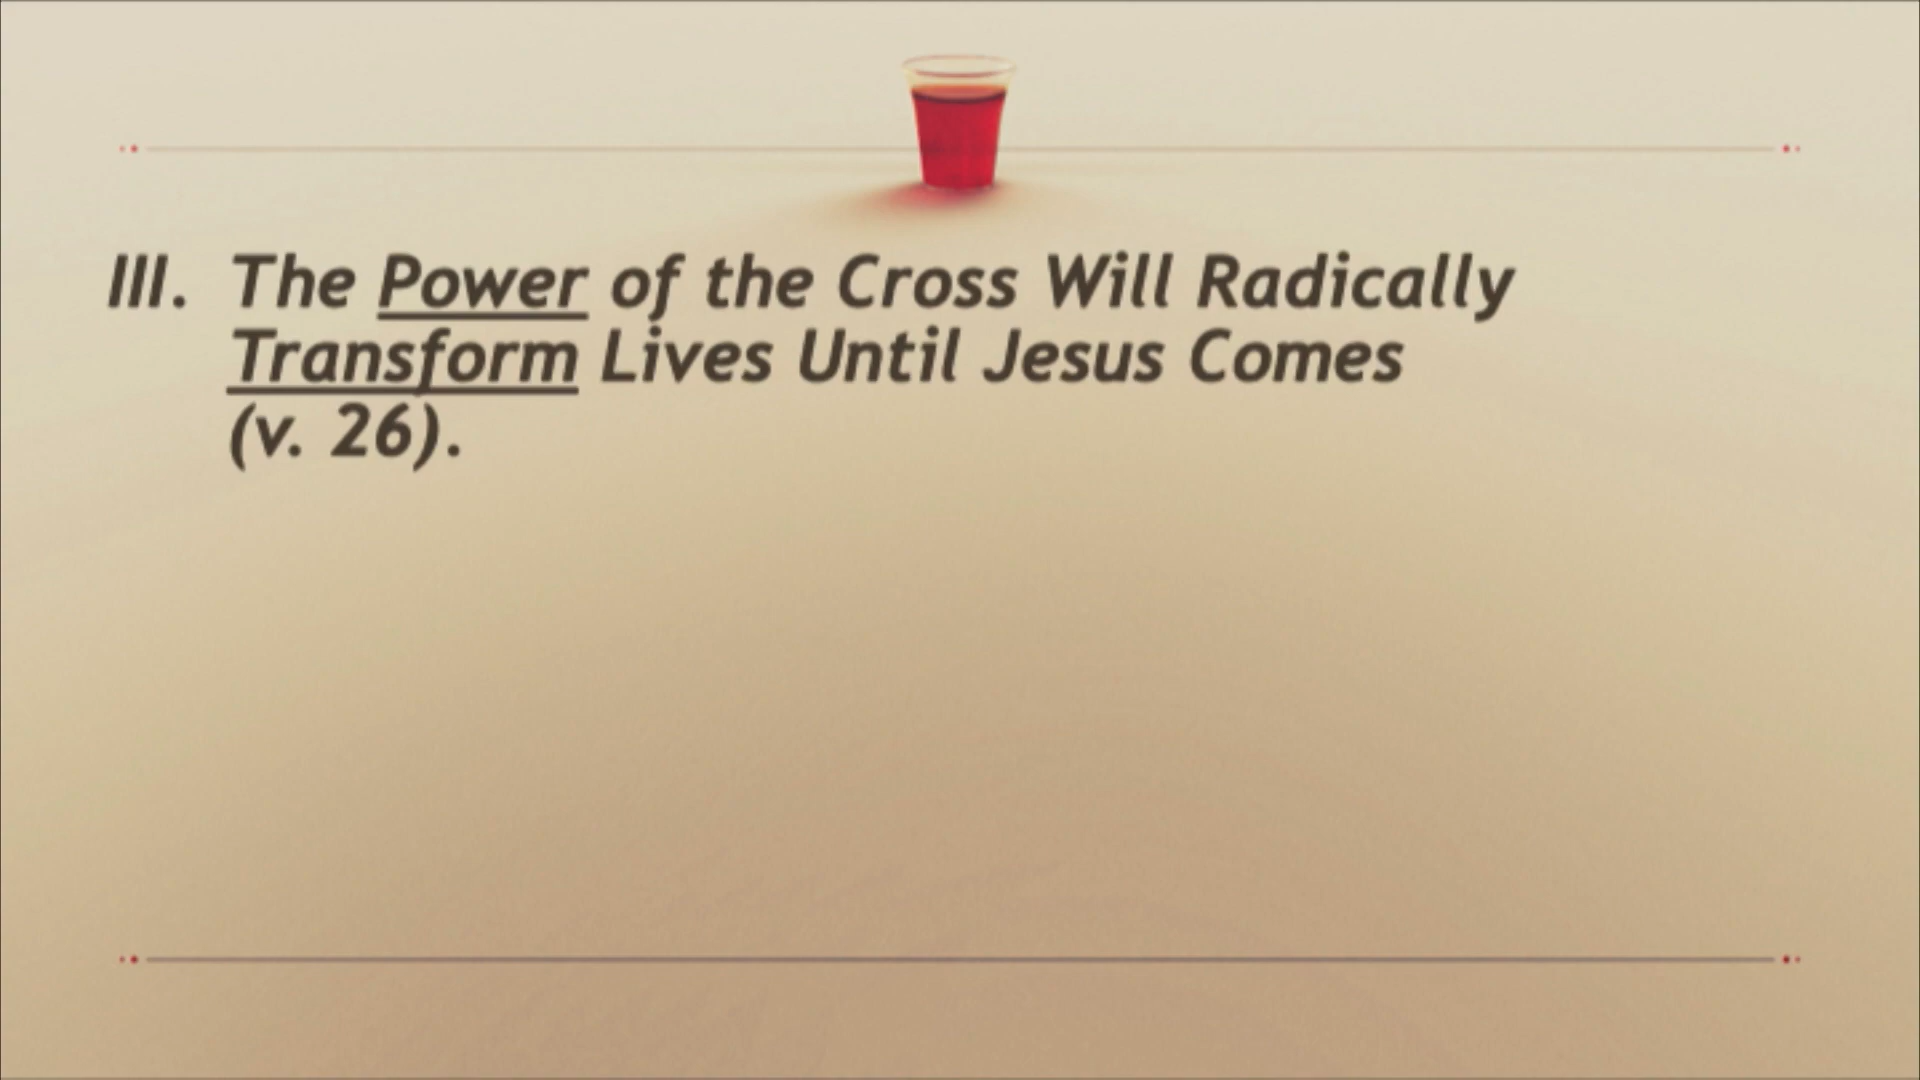 III. The Power of the Cross Will Radically
Transform Lives Until Jesus Comes
(v. 26).